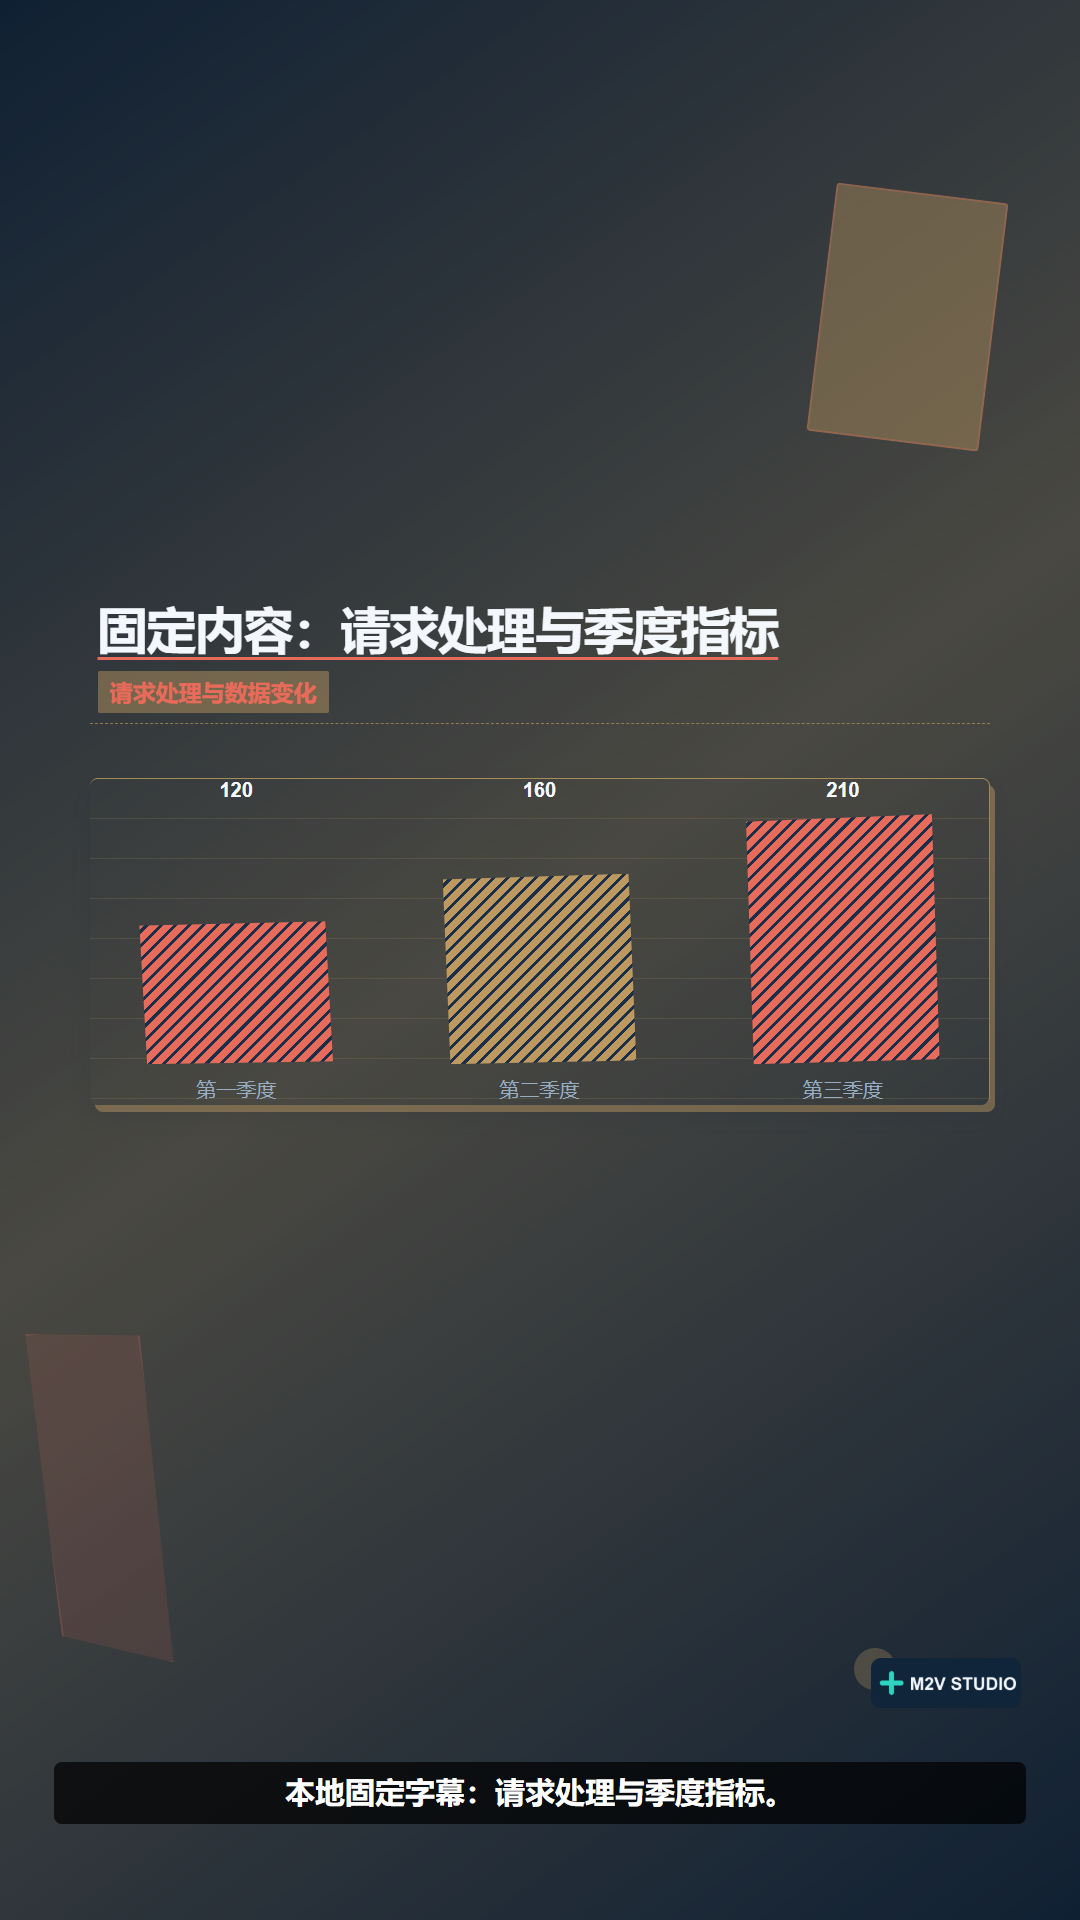 固定内容：请求处理与季度指标
请求处理与数据变化
120 160 210
第一季度 第二季度 第三季度
M2V STUDIO
本地固定字幕：请求处理与季度指标。